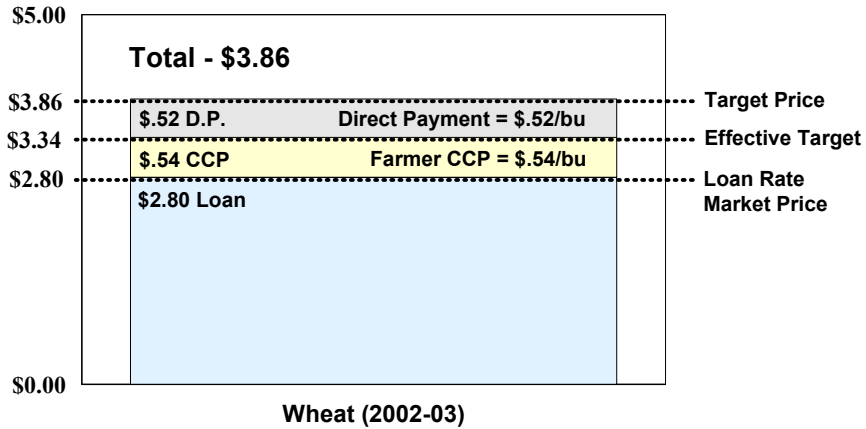 $5.00
Total - $3.86
$3.86
Target Price
$.52 D.P.
Direct Payment = $.52/bu
$3.34
Effective Target
$.54 CCP
Farmer CCP = $.54/bu
$2.80
Loan Rate
Market Price
$2.80 Loan
$0.00
Wheat (2002-03)